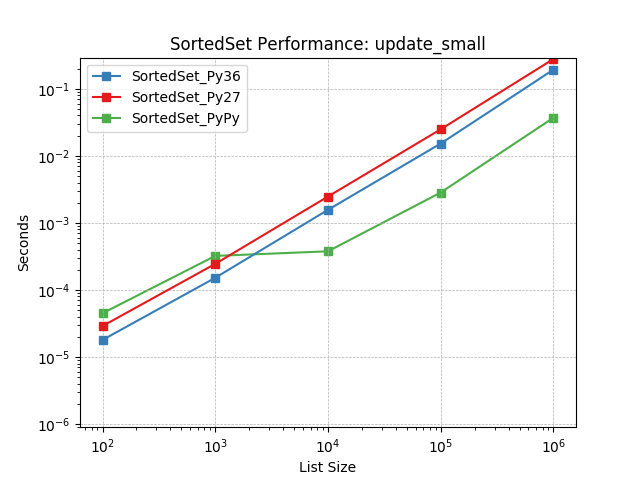 SortedSet Performance: update_small
SortedSet_Py36
SortedSet_Py27
SortedSet_PyPy
Seconds
10⁻¹
10⁻²
10⁻³
10⁻⁴
10⁻⁵
10⁻⁶
10² 10³ 10⁴ 10⁵ 10⁶
List Size